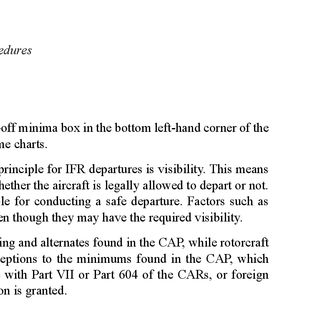 edures
off minima box in the bottom left-hand corner of the
me charts.
principle for IFR departures is visibility. This means
hether the aircraft is legally allowed to depart or not.
le for conducting a safe departure. Factors such as
en though they may have the required visibility.
ing and alternates found in the CAP, while rotorcraft
eptions to the minimums found in the CAP, which
with Part VII or Part 604 of the CARs, or foreign
on is granted.